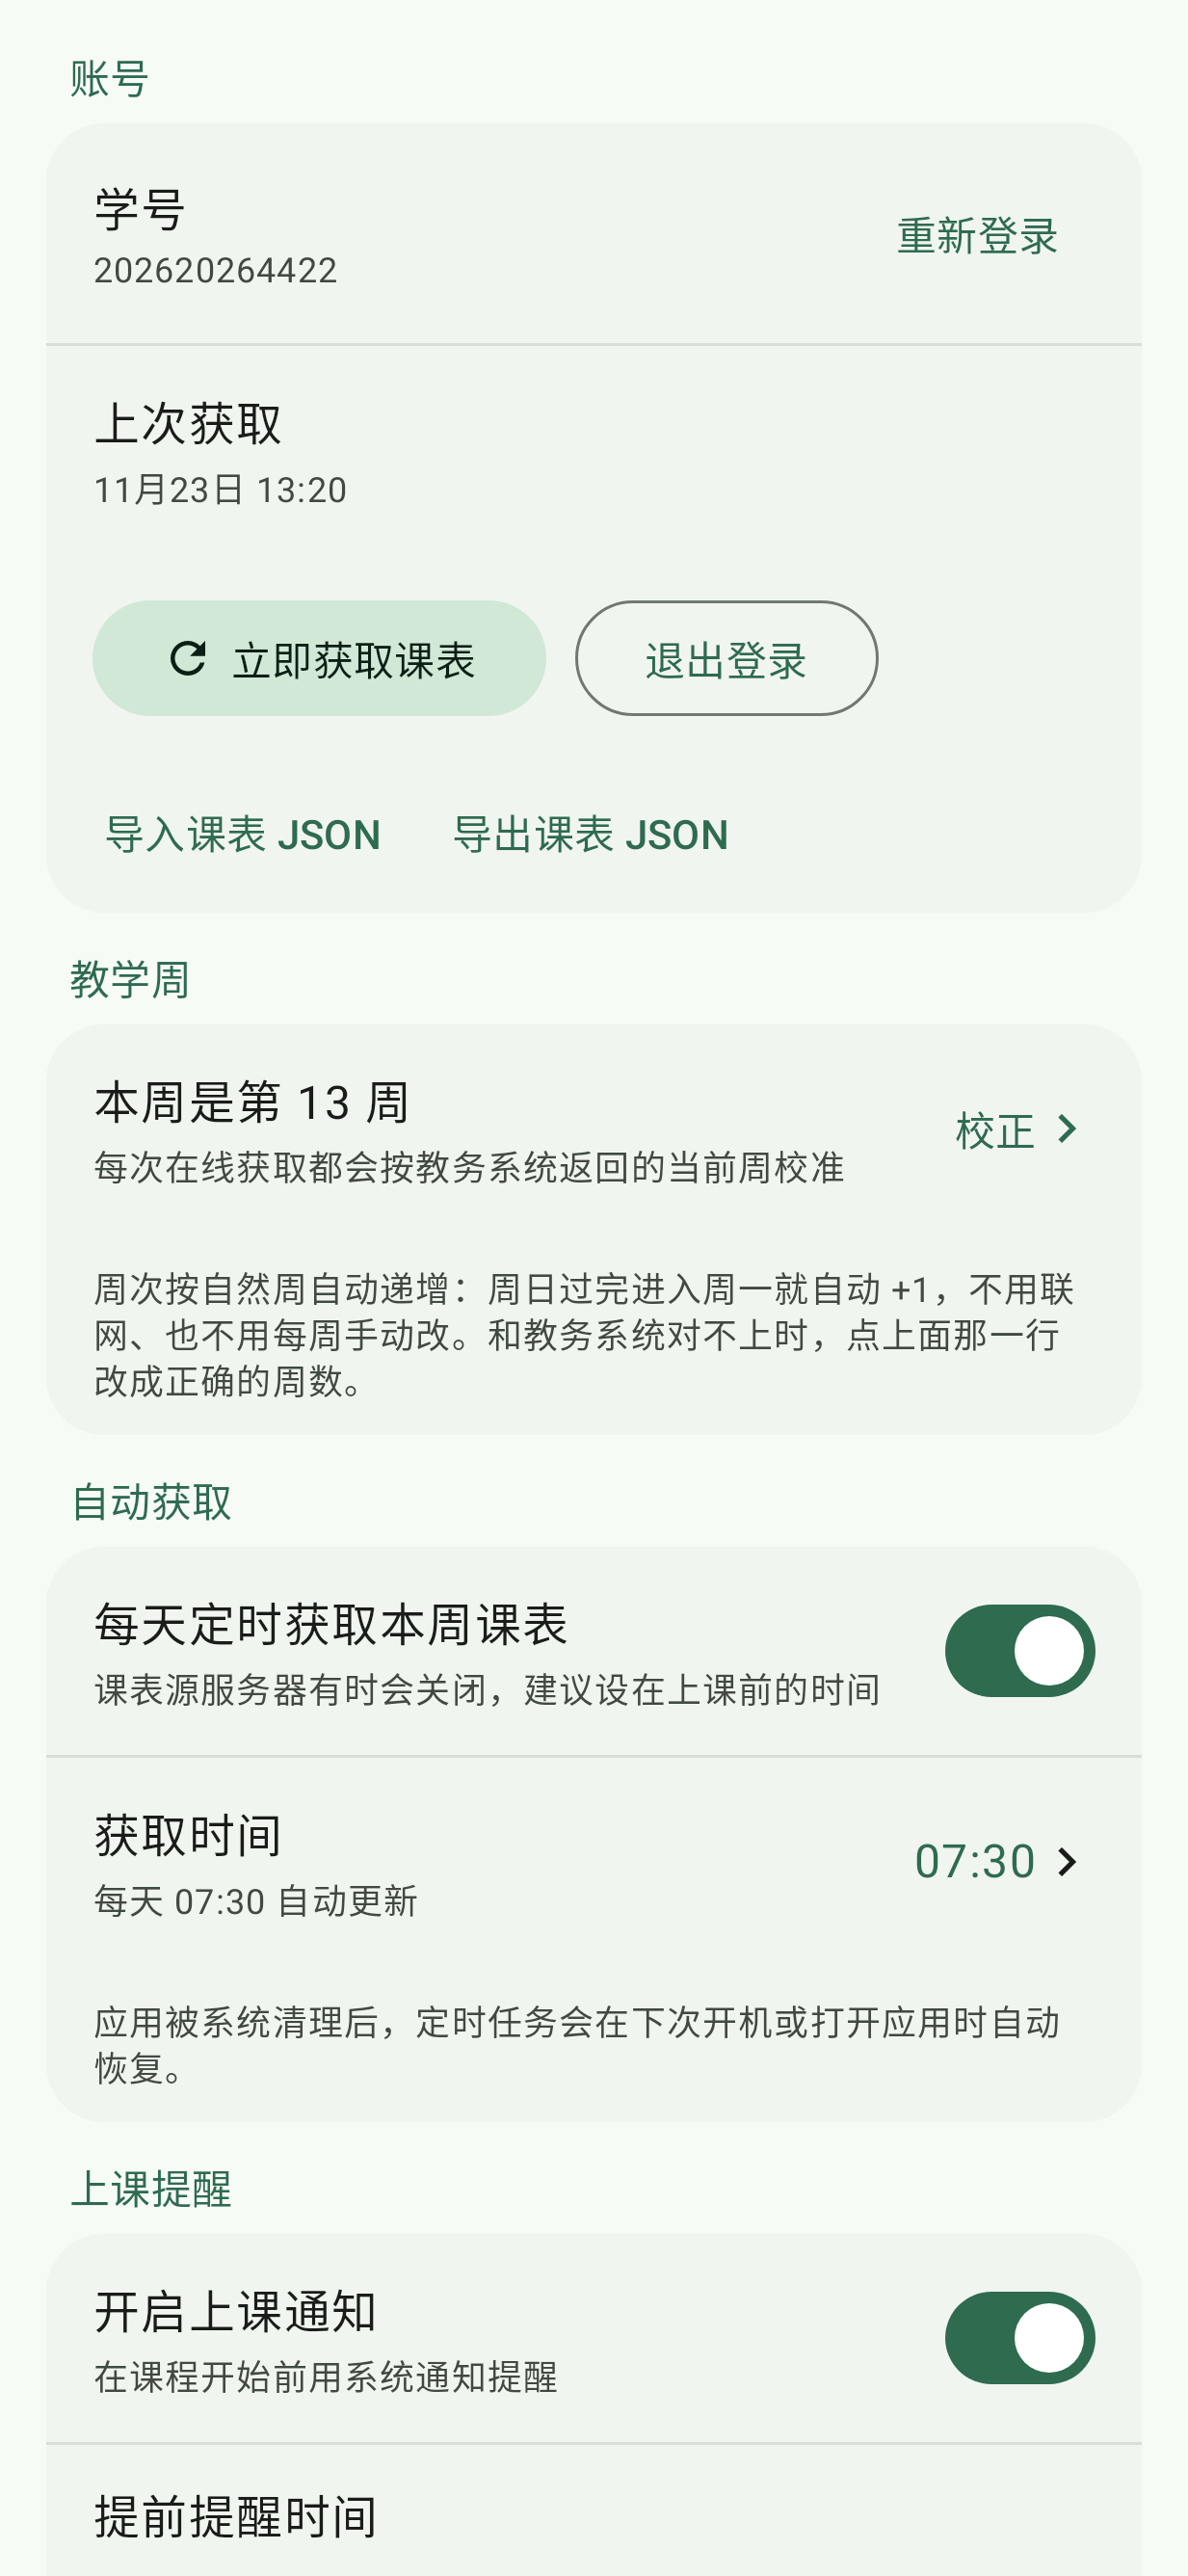 账号
学号
重新登录
202620264422
上次获取
11月23日 13:20
立即获取课表
退出登录
导入课表 JSON
导出课表 JSON
教学周
本周是第 13 周
校正
每次在线获取都会按教务系统返回的当前周校准
周次按自然周自动递增：周日过完进入周一就自动 +1，不用联
网、也不用每周手动改。和教务系统对不上时，点上面那一行
改成正确的周数。
自动获取
每天定时获取本周课表
课表源服务器有时会关闭，建议设在上课前的时间
获取时间
07:30
每天 07:30 自动更新
应用被系统清理后，定时任务会在下次开机或打开应用时自动
恢复。
上课提醒
开启上课通知
在课程开始前用系统通知提醒
提前提醒时间